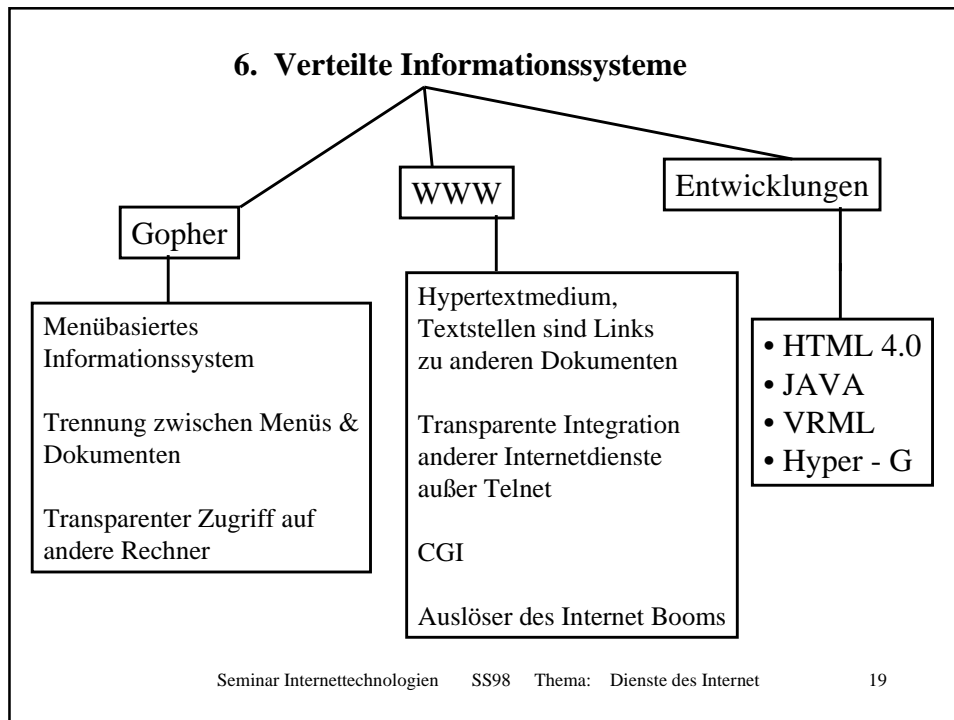 6. Verteilte Informationssysteme
Gopher
WWW
Entwicklungen
Menübasiertes
Informationssystem
Trennung zwischen Menüs &
Dokumenten
Transparenter Zugriff auf
andere Rechner
Hypertextmedium,
Textstellen sind Links
zu anderen Dokumenten
Transparente Integration
anderer Internetdienste
außer Telnet
CGI
Auslöser des Internet Booms
• HTML 4.0
• JAVA
• VRML
• Hyper - G
Seminar Internettechnologien SS98 Thema: Dienste des Internet 19